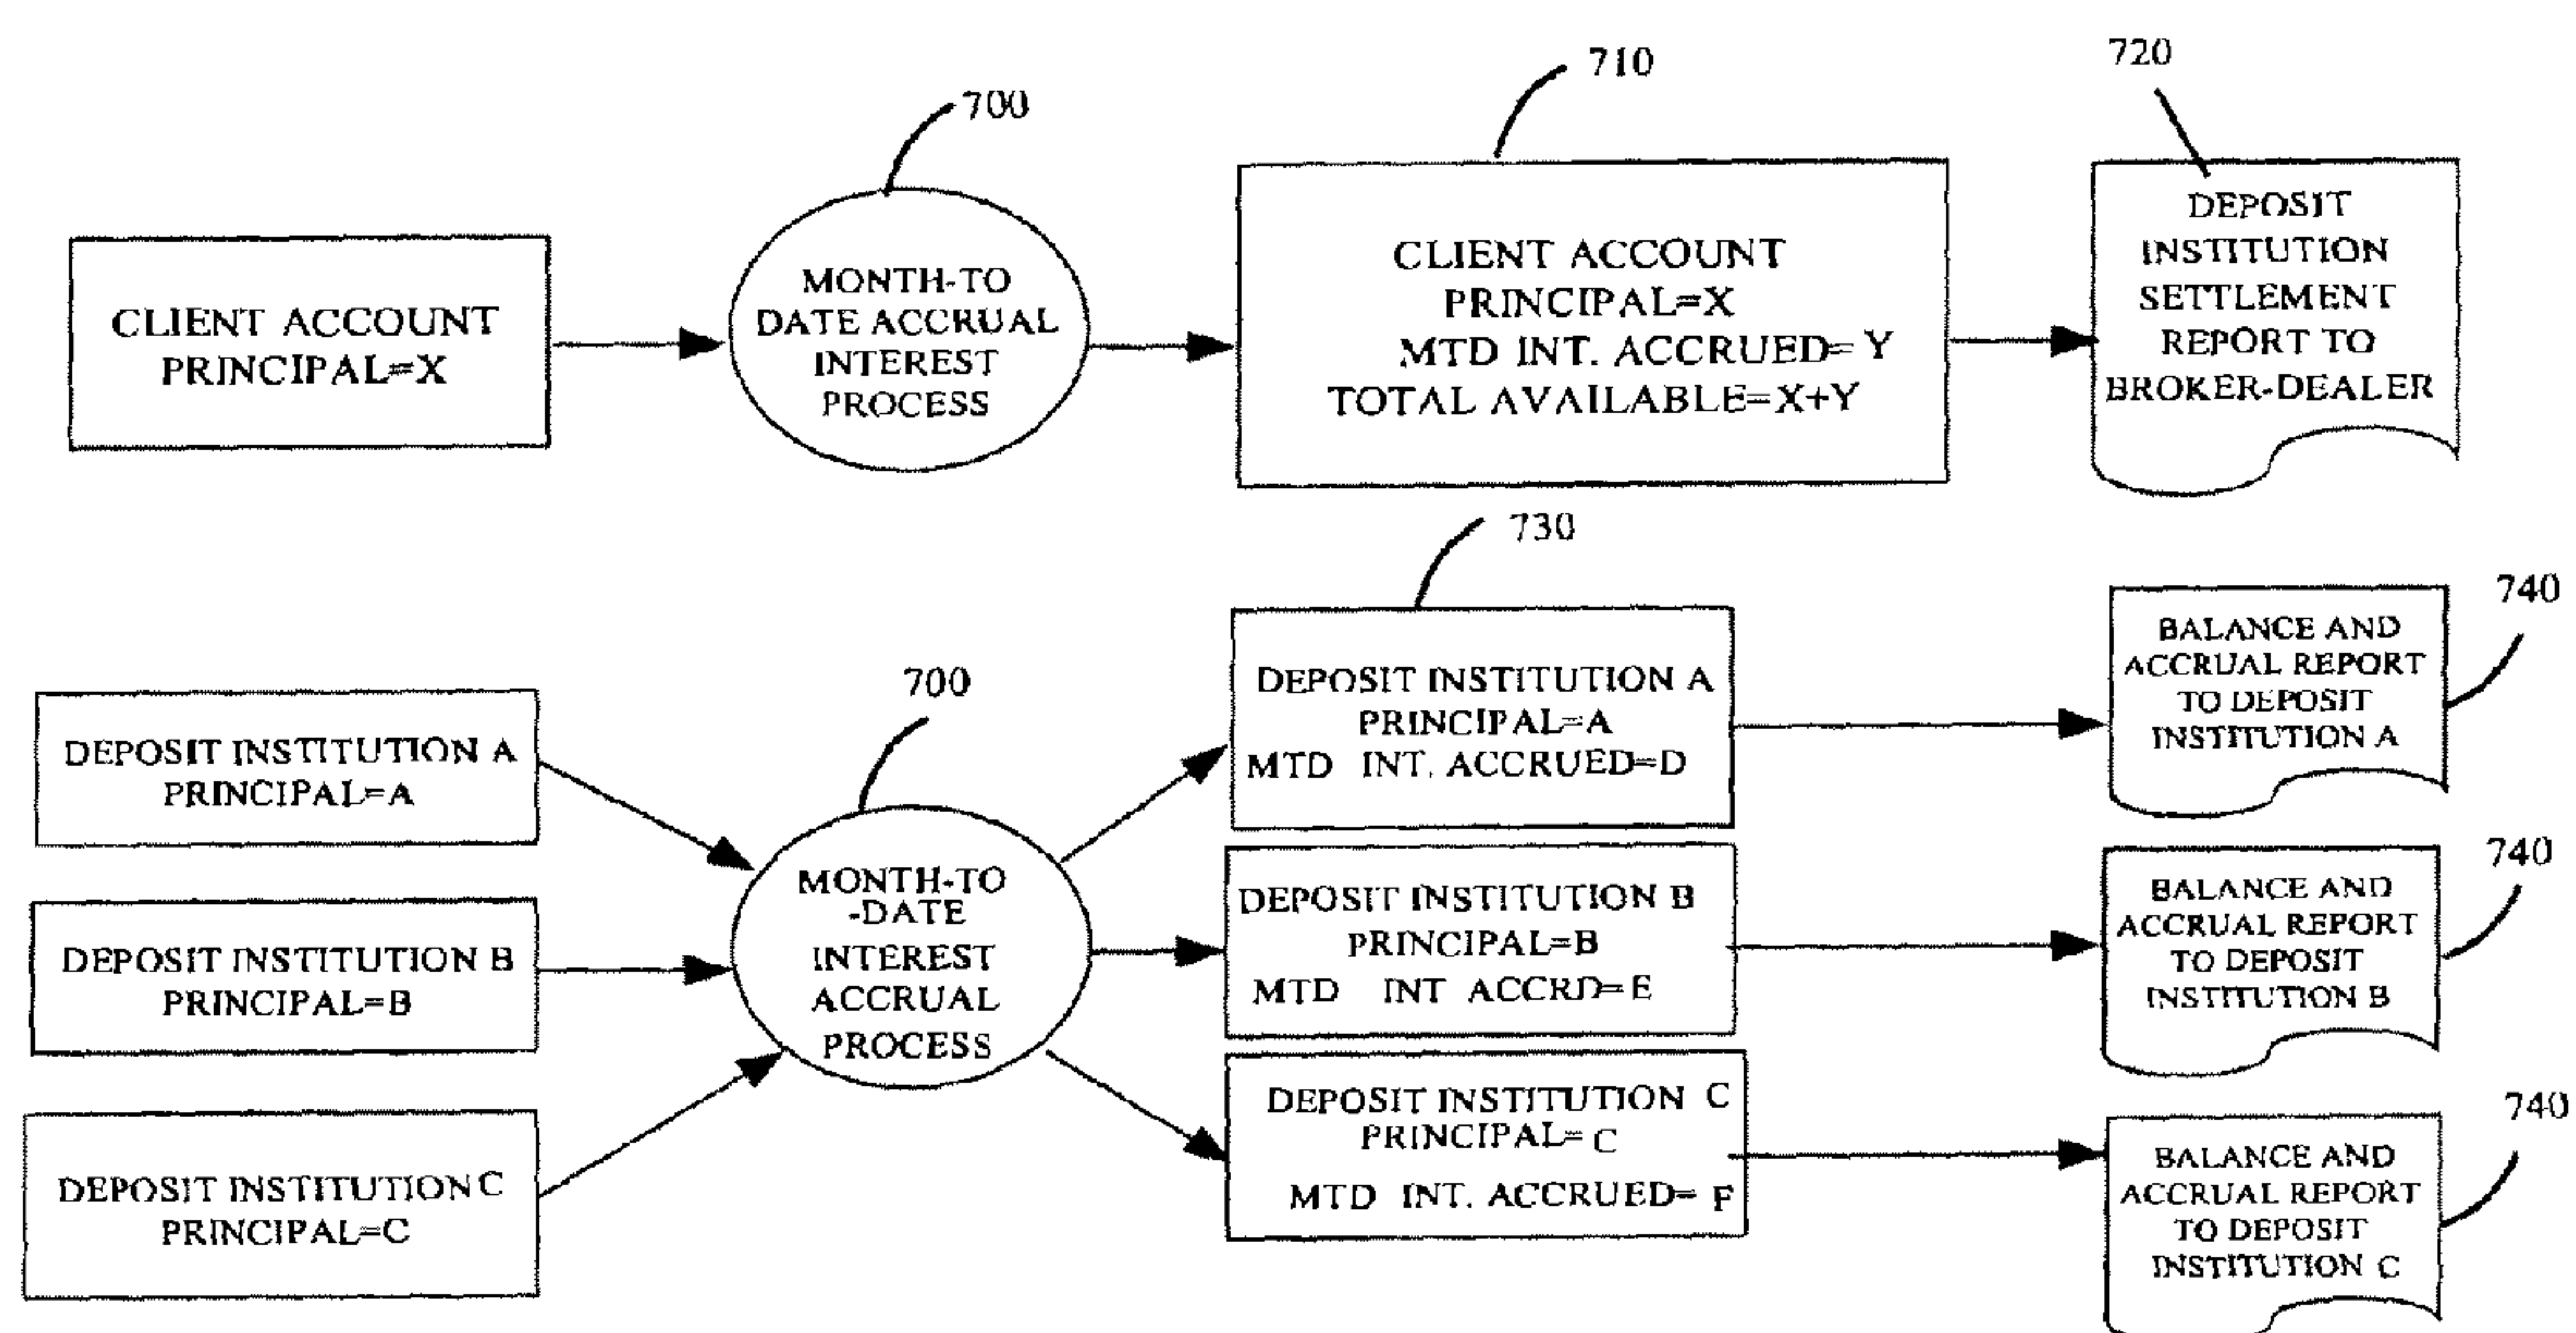 700
710
720
CLIENT ACCOUNT
PRINCIPAL=X
MONTH-TO
DATE ACCRUAL
INTEREST
PROCESS
CLIENT ACCOUNT
PRINCIPAL=X
MTD INT. ACCRUED= Y
TOTAL AVAILABLE=X+Y
DEPOSIT
INSTITUTION
SETTLEMENT
REPORT TO
BROKER-DEALER
730
740
700
DEPOSIT INSTITUTION A
PRINCIPAL=A
DEPOSIT INSTITUTION B
PRINCIPAL=B
DEPOSIT INSTITUTION C
PRINCIPAL=C
MONTH-TO
-DATE
INTEREST
ACCRUAL
PROCESS
DEPOSIT INSTITUTION A
PRINCIPAL=A
MTD INT. ACCRUED=D
DEPOSIT INSTITUTION B
PRINCIPAL=B
MTD INT ACCRD=E
DEPOSIT INSTITUTION C
PRINCIPAL= C
MTD INT. ACCRUED= F
BALANCE AND
ACCRUAL REPORT
TO DEPOSIT
INSTITUTION A
740
BALANCE AND
ACCRUAL REPORT
TO DEPOSIT
INSTITUTION B
740
BALANCE AND
ACCRUAL REPORT
TO DEPOSIT
INSTITUTION C